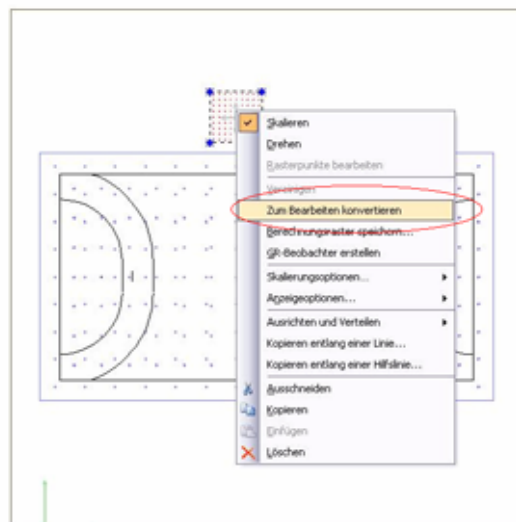 Skalieren
Drehen
Rasterpunkte bearbeiten
Vereinigen
Zum Bearbeiten konvertieren
Berechnungsraster speichern...
GR-Beobachter erstellen
Skalierungsoptionen...
Anzeigeoptionen...
Ausrichten und Verteilen
Kopieren entlang einer Linie...
Kopieren entlang einer Hilfslinie...
Ausschneiden
Kopieren
Einfügen
Löschen